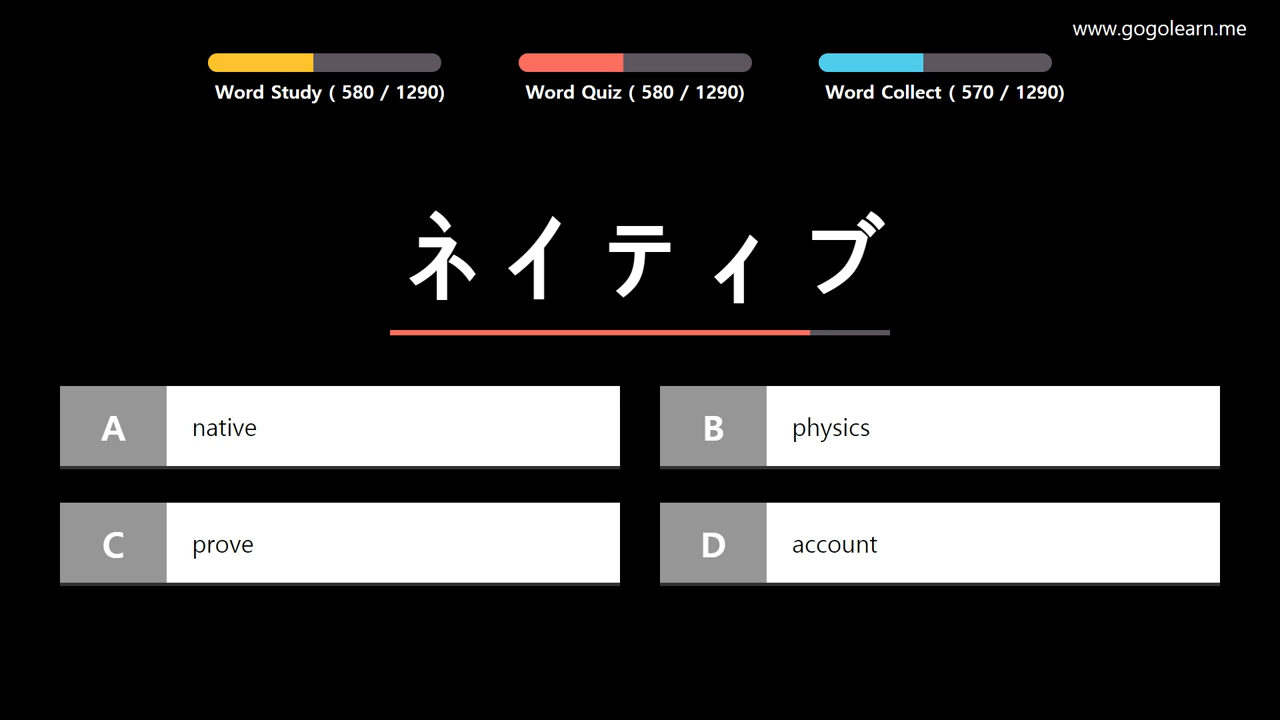 www.gogolearn.me
Word Study ( 580 / 1290)
Word Quiz ( 580 / 1290)
Word Collect ( 570 / 1290)
ネイティブ
A native
B physics
C prove
D account